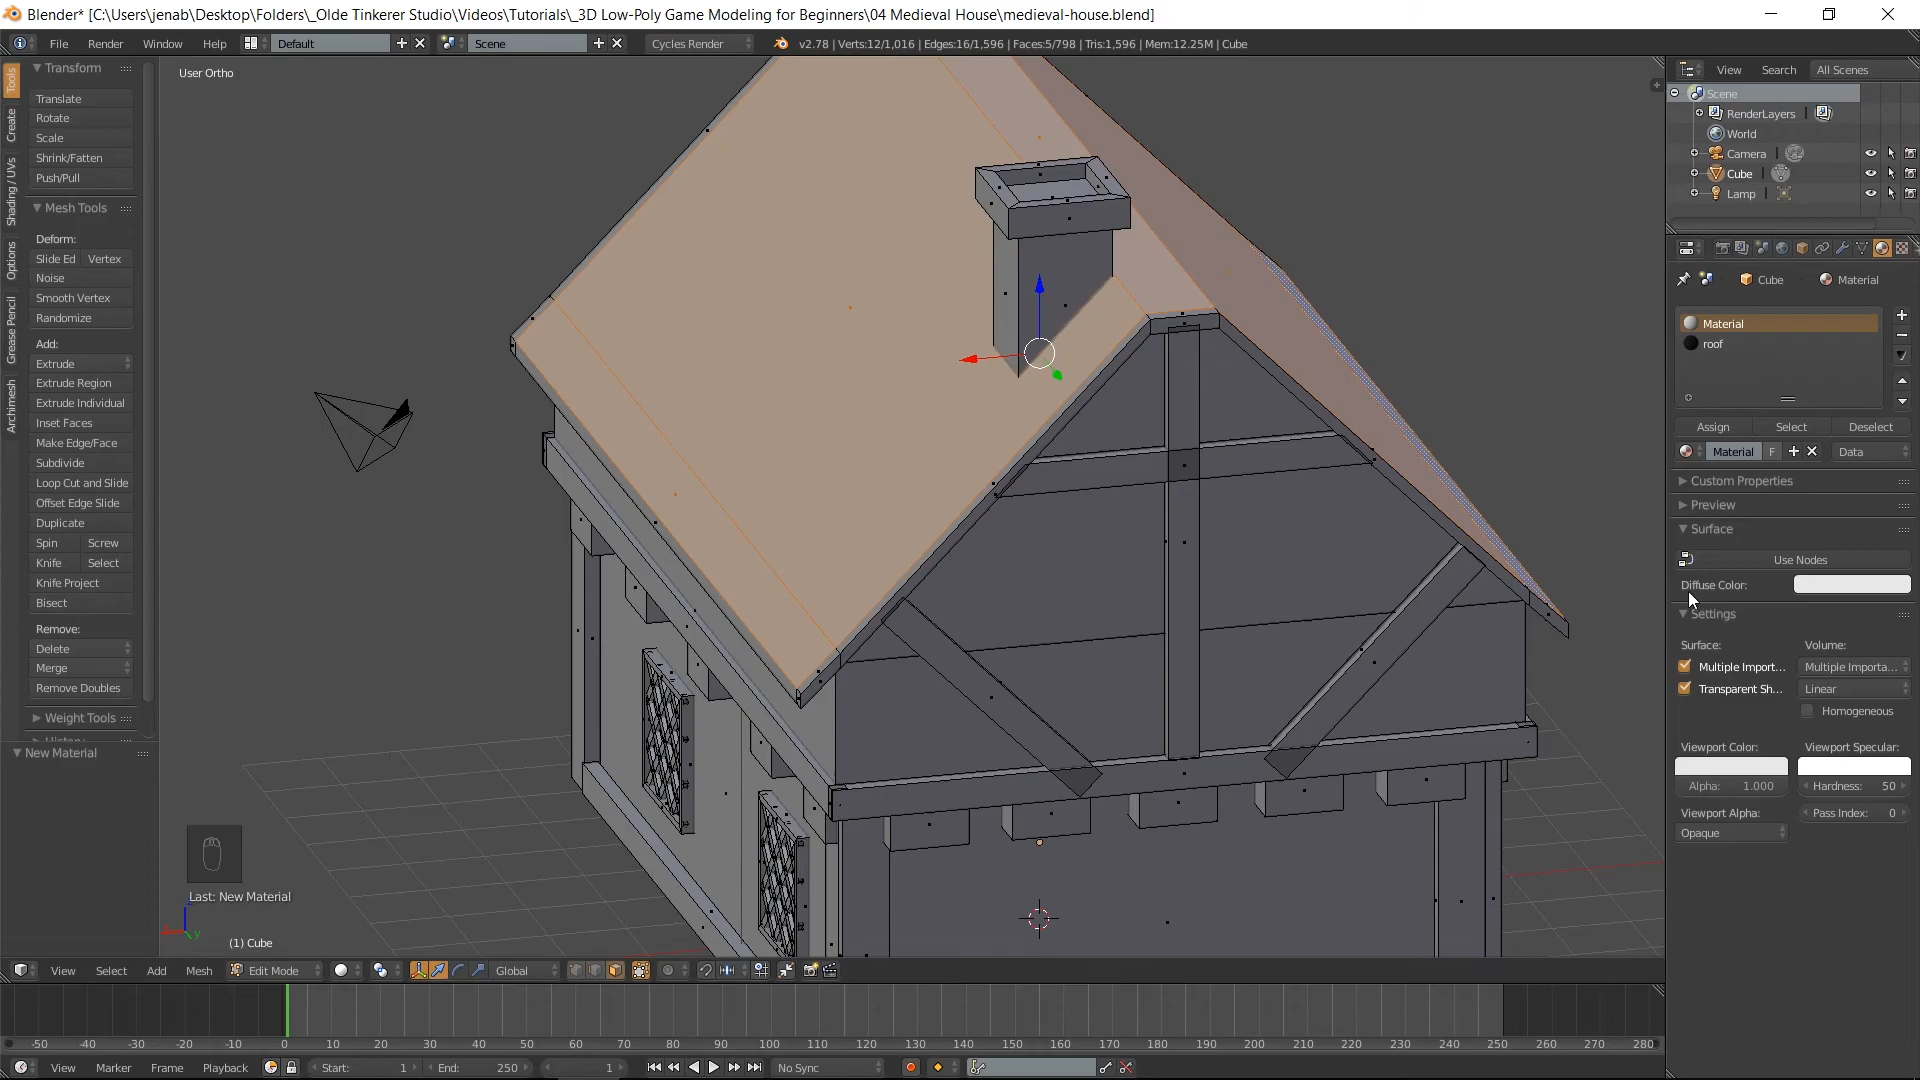 Blender* [C:\Users\jenab\Desktop\Folders\_Olde Tinkerer Studio\Videos\Tutorials\_3D Low-Poly Game Modeling for Beginners\04 Medieval House\medieval-house.blend]
File Render Window Help Default Scene Cycles Render v2.78 | Verts:12/1,016 | Edges:16/1,596 | Faces:5/798 | Tris:1,596 | Mem:12.25M | Cube
Tools
Create
Shading / UVs
Options
Grease Pencil
Archimesh
Transform
Translate
Rotate
Scale
Shrink/Fatten
Push/Pull
Mesh Tools
Deform:
Slide Ed Vertex
Noise
Smooth Vertex
Randomize
Add:
Extrude
Extrude Region
Extrude Individual
Inset Faces
Make Edge/Face
Subdivide
Loop Cut and Slide
Offset Edge Slide
Duplicate
Spin Screw
Knife Select
Knife Project
Bisect
Remove:
Delete
Merge
Remove Doubles
Weight Tools
New Material
User Ortho
Last: New Material
(1) Cube
View Select Add Mesh Edit Mode Global
View Search All Scenes
Scene
RenderLayers
World
Camera
Cube
Lamp
Cube Material
Material
roof
Assign Select Deselect
Material F Data
Custom Properties
Preview
Surface
Use Nodes
Diffuse Color:
Settings
Surface: Volume:
Multiple Import... Multiple Importa...
Transparent Sh... Linear
Homogeneous
Viewport Color: Viewport Specular:
Alpha: 1.000 Hardness: 50
Viewport Alpha: Pass Index: 0
Opaque
-50 -40 -30 -20 -10 0 10 20 30 40 50 60 70 80 90 100 110 120 130 140 150 160 170 180 190 200 210 220 230 240 250 260 270 280
View Marker Frame Playback Start: 1 End: 250 1 No Sync